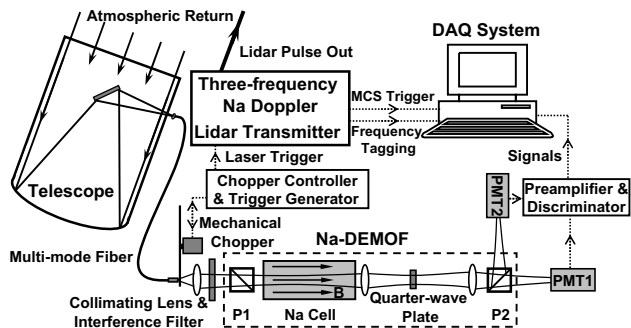 Atmospheric Return
Lidar Pulse Out
DAQ System
Three-frequency
Na Doppler
Lidar Transmitter
MCS Trigger
Frequency
Tagging
Signals
Telescope
Laser Trigger
Chopper Controller
& Trigger Generator
PMT2
Preamplifier &
Discriminator
Mechanical
Chopper
Multi-mode Fiber
Na-DEMOF
PMT1
B
Collimating Lens &
Interference Filter
P1
Na Cell
Quarter-wave
Plate
P2